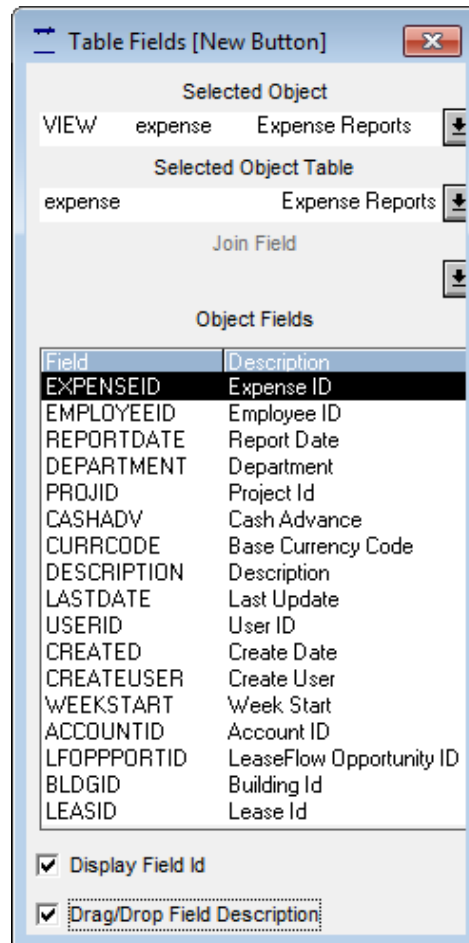 Table Fields [New Button]
Selected Object
VIEW expense Expense Reports
Selected Object Table
expense Expense Reports
Join Field
Object Fields
Field Description
EXPENSEID Expense ID
EMPLOYEEID Employee ID
REPORTDATE Report Date
DEPARTMENT Department
PROJID Project Id
CASHADV Cash Advance
CURRCODE Base Currency Code
DESCRIPTION Description
LASTDATE Last Update
USERID User ID
CREATED Create Date
CREATEUSER Create User
WEEKSTART Week Start
ACCOUNTID Account ID
LFOPPPORTID LeaseFlow Opportunity ID
BLDGID Building Id
LEASID Lease Id
Display Field Id
Drag/Drop Field Description